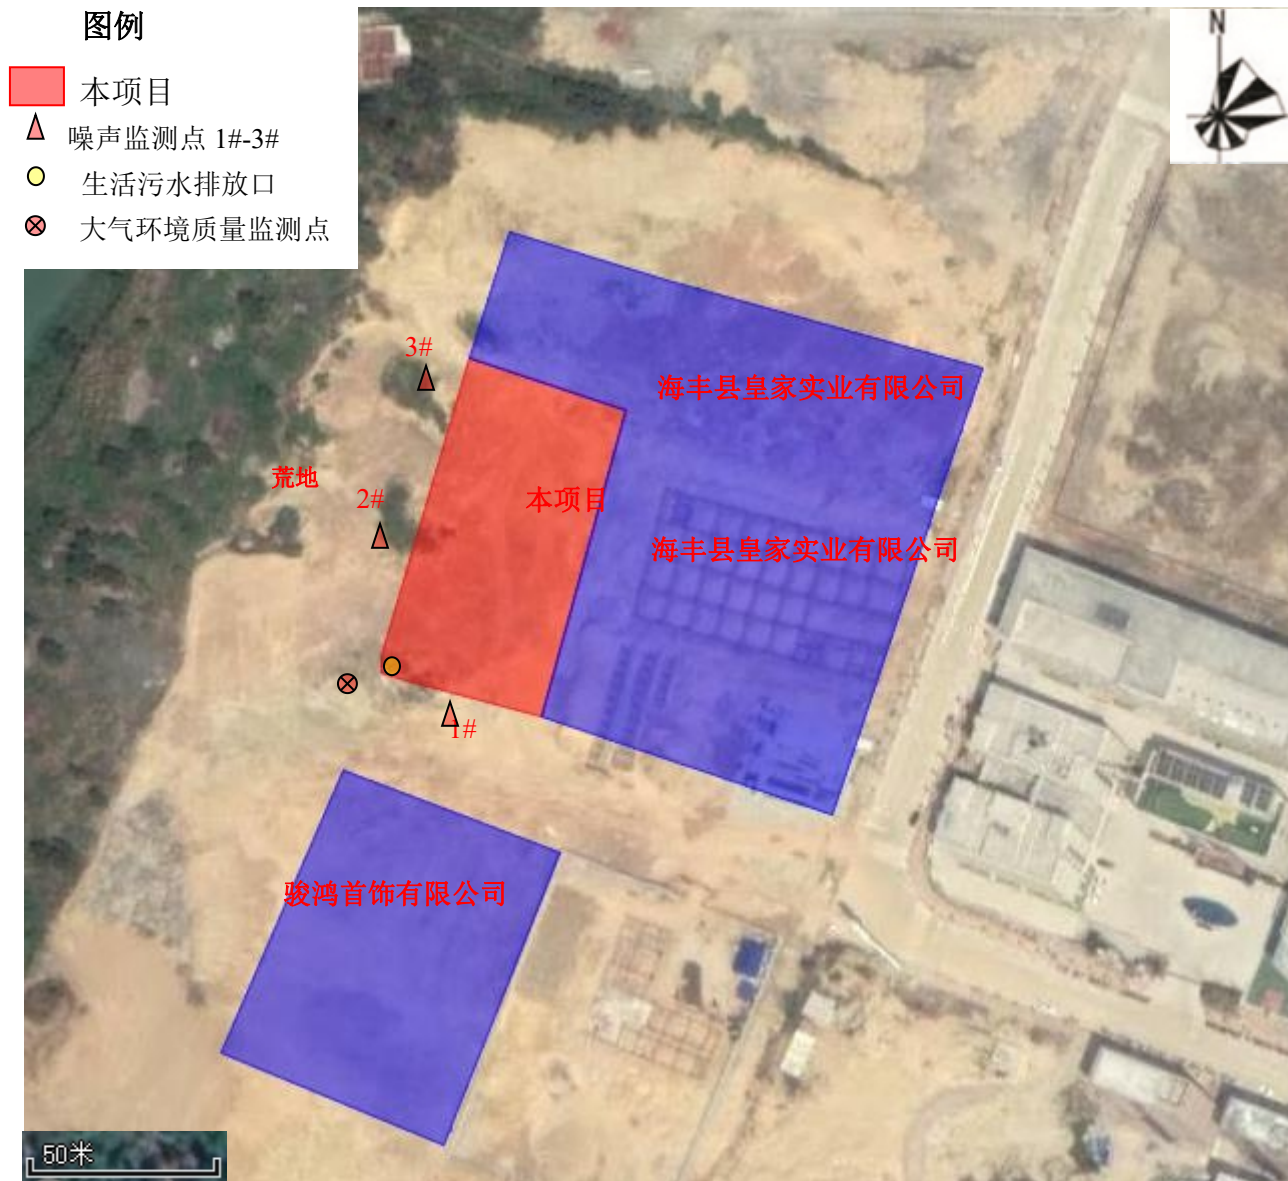 图例
N
本项目
噪声监测点 1#-3#
生活污水排放口
大气环境质量监测点
3#
海丰县皇家实业有限公司
荒地
2#
本项目
海丰县皇家实业有限公司
1#
骏鸿首饰有限公司
50米